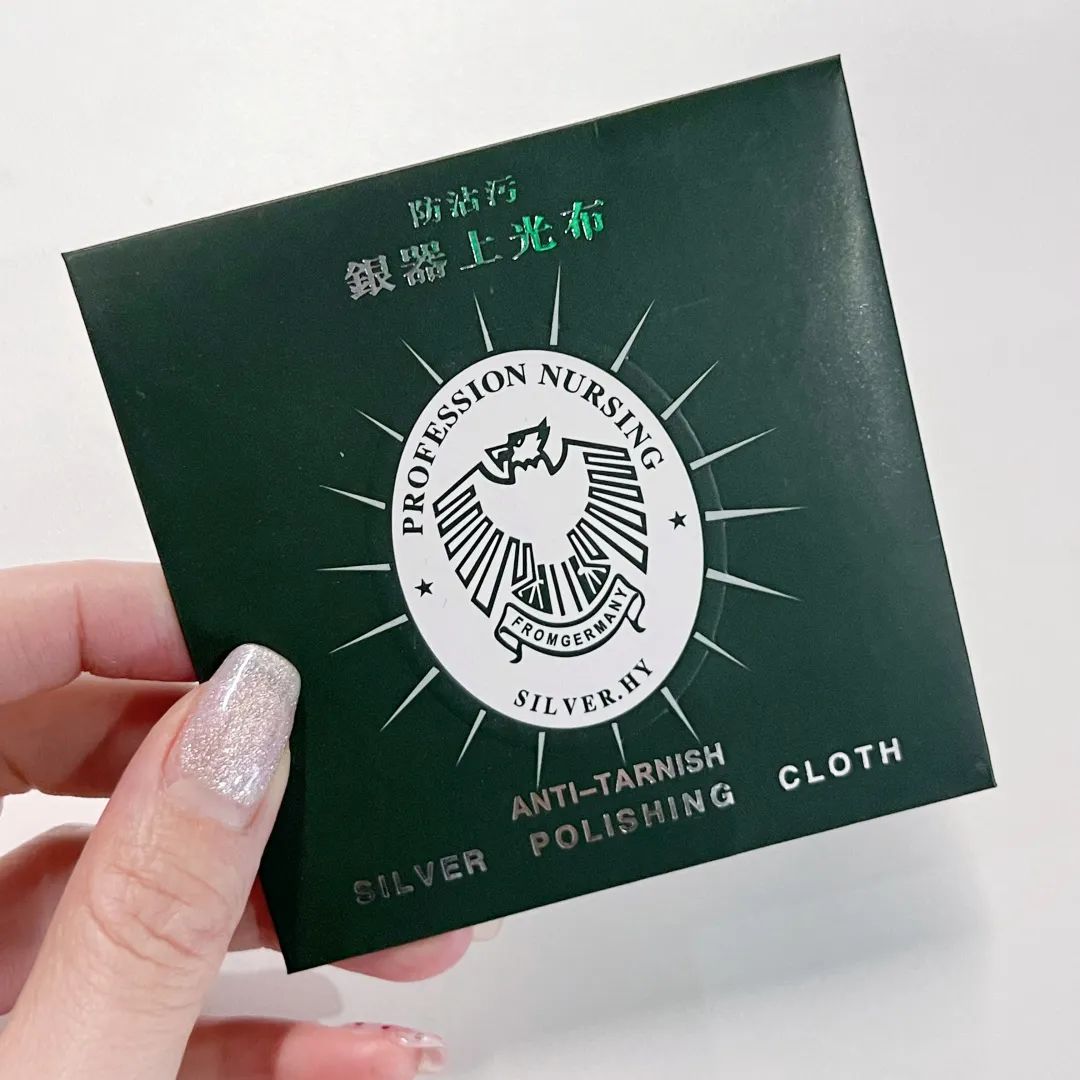 防沾污
銀器上光布
PROFESSION NURSING
FROMGERMANY
SILVER.HY
ANTI-TARNISH
SILVER POLISHING CLOTH